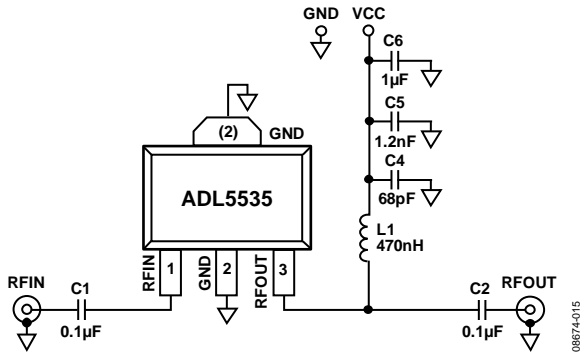 GND VCC
C6
1µF
C5
1.2nF
C4
68pF
(2) GND
ADL5535
L1
470nH
RFIN 1 GND 2 RFOUT 3
RFIN
C1
0.1µF
C2
0.1µF
RFOUT
08674-015